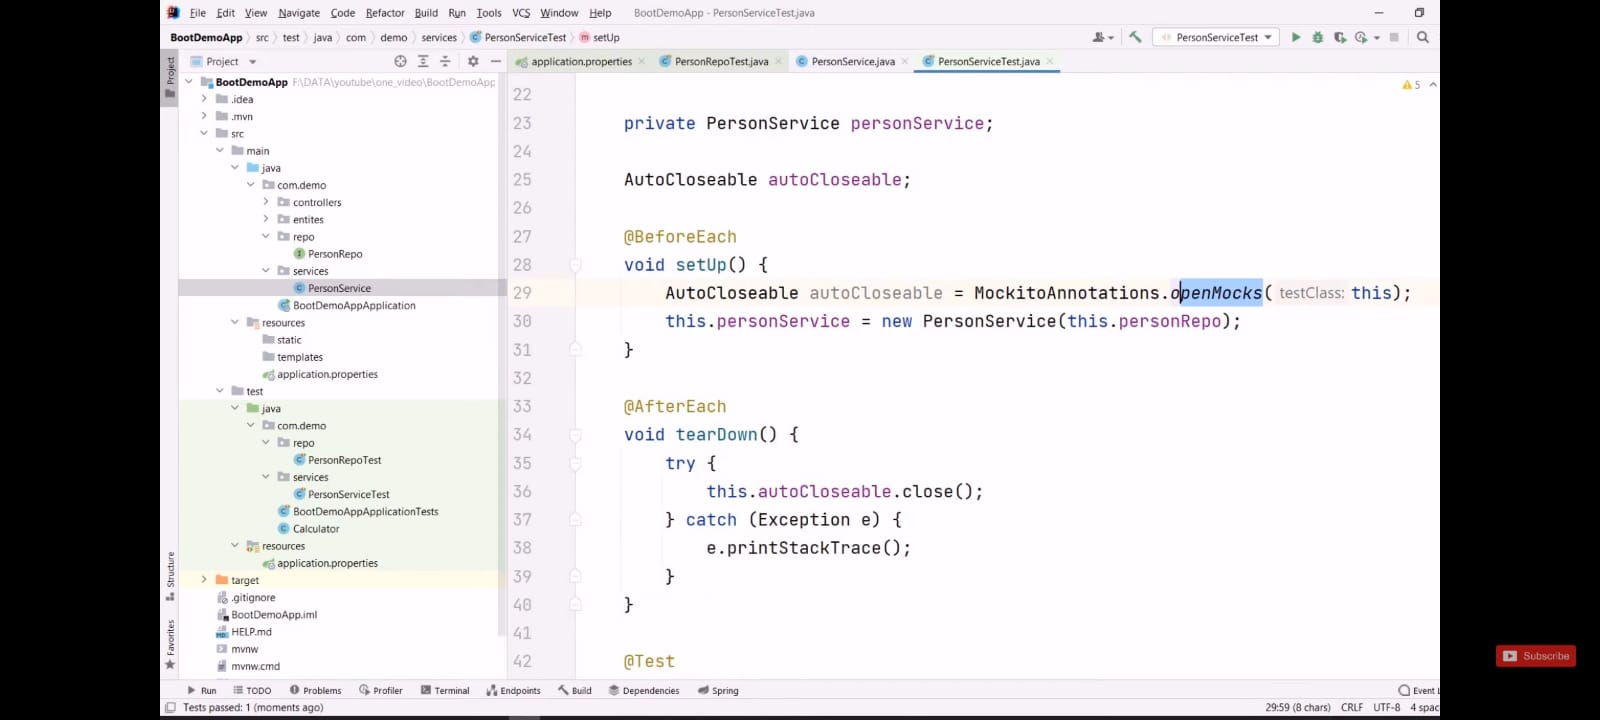 File Edit View Navigate Code Refactor Build Run Tools VCS Window Help BootDemoApp - PersonServiceTest.java
BootDemoApp src test java com demo services PersonServiceTest setUp PersonServiceTest
Project application.properties PersonRepoTest.java PersonService.java PersonServiceTest.java
Project
BootDemoApp F:\DATA\youtube\one_video\BootDemoApp
.idea
.mvn
src
main
java
com.demo
controllers
entites
repo
PersonRepo
services
PersonService
BootDemoAppApplication
resources
static
templates
application.properties
test
java
com.demo
repo
PersonRepoTest
services
PersonServiceTest
BootDemoAppApplicationTests
Calculator
resources
application.properties
target
.gitignore
BootDemoApp.iml
HELP.md
mvnw
mvnw.cmd
Structure
Favorites
5
22
23 private PersonService personService;
24
25 AutoCloseable autoCloseable;
26
27 @BeforeEach
28 void setUp() {
29 AutoCloseable autoCloseable = MockitoAnnotations.openMocks( testClass: this);
30 this.personService = new PersonService(this.personRepo);
31 }
32
33 @AfterEach
34 void tearDown() {
35 try {
36 this.autoCloseable.close();
37 } catch (Exception e) {
38 e.printStackTrace();
39 }
40 }
41
42 @Test
Subscribe
Run TODO Problems Profiler Terminal Endpoints Build Dependencies Spring Event L
Tests passed: 1 (moments ago) 29:59 (8 chars) CRLF UTF-8 4 spac